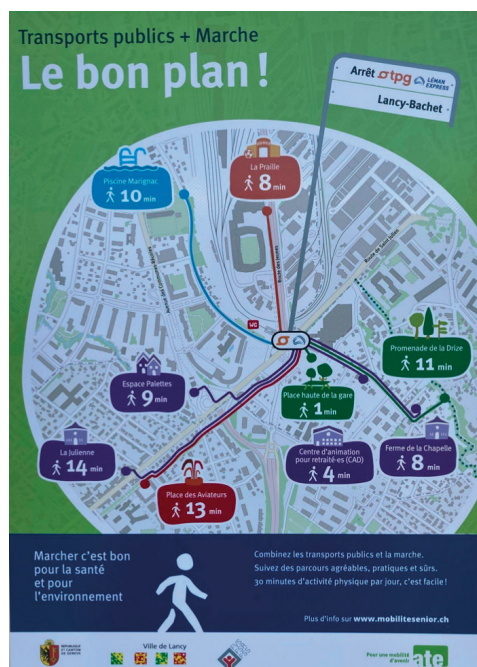 Transports publics + Marche
Le bon plan !
Arrêt tpg LÉMAN
EXPRESS
Lancy-Bachet
La Praille
8 min
Piscine Marignac
10 min
Route des Jeunes
Route de Saint-Julien
WC
Promenade de la Drize
11 min
Espace Palettes
9 min
Place haute de la gare
1 min
La Julienne
14 min
Centre d'animation
pour retraité·es (CAD)
4 min
Ferme de la Chapelle
8 min
Place des Aviateurs
13 min
Marcher c'est bon
pour la santé
et pour
l'environnement
Combinez les transports publics et la marche.
Suivez des parcours agréables, pratiques et sûrs.
30 minutes d'activité physique par jour, c'est facile !
Plus d'info sur www.mobilitesenior.ch
RÉPUBLIQUE
ET CANTON
DE GENÈVE
Ville de Lancy
Pour une mobilité
d'avenir
ate